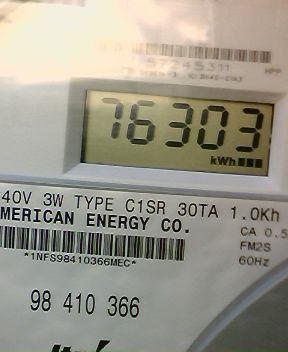 57245311
76303
kWh
40V 3W TYPE C1SR 30TA 1.0Kh
MERICAN ENERGY CO.
CA 0.5
FM2S
60Hz
*1NFS98410366MEC*
98 410 366